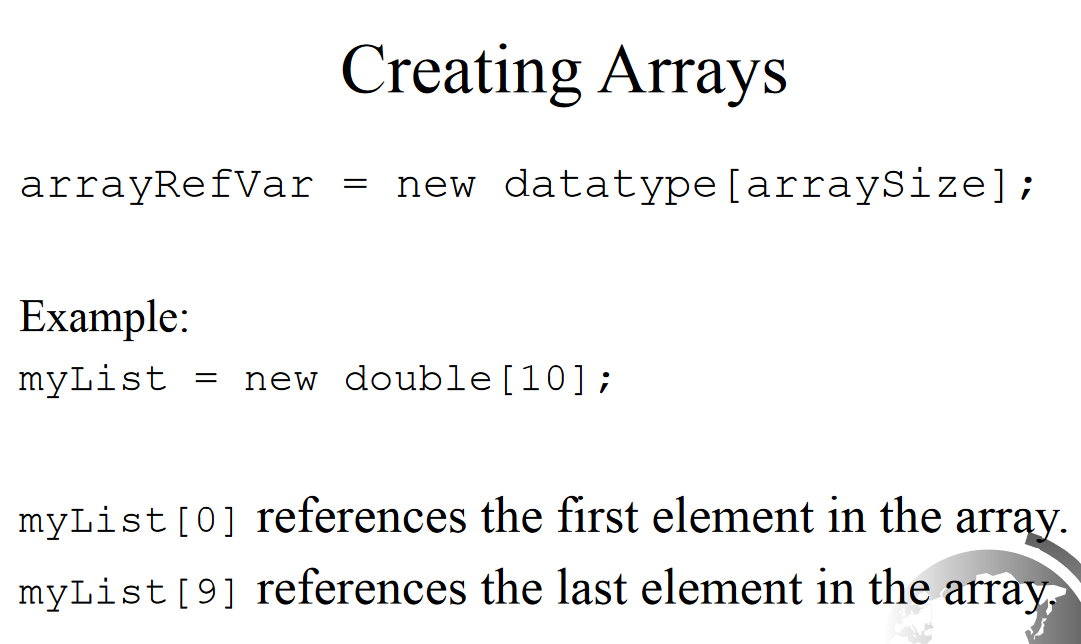 Creating Arrays
arrayRefVar = new datatype[arraySize];
Example:
myList = new double[10];
myList[0] references the first element in the array.
myList[9] references the last element in the array.